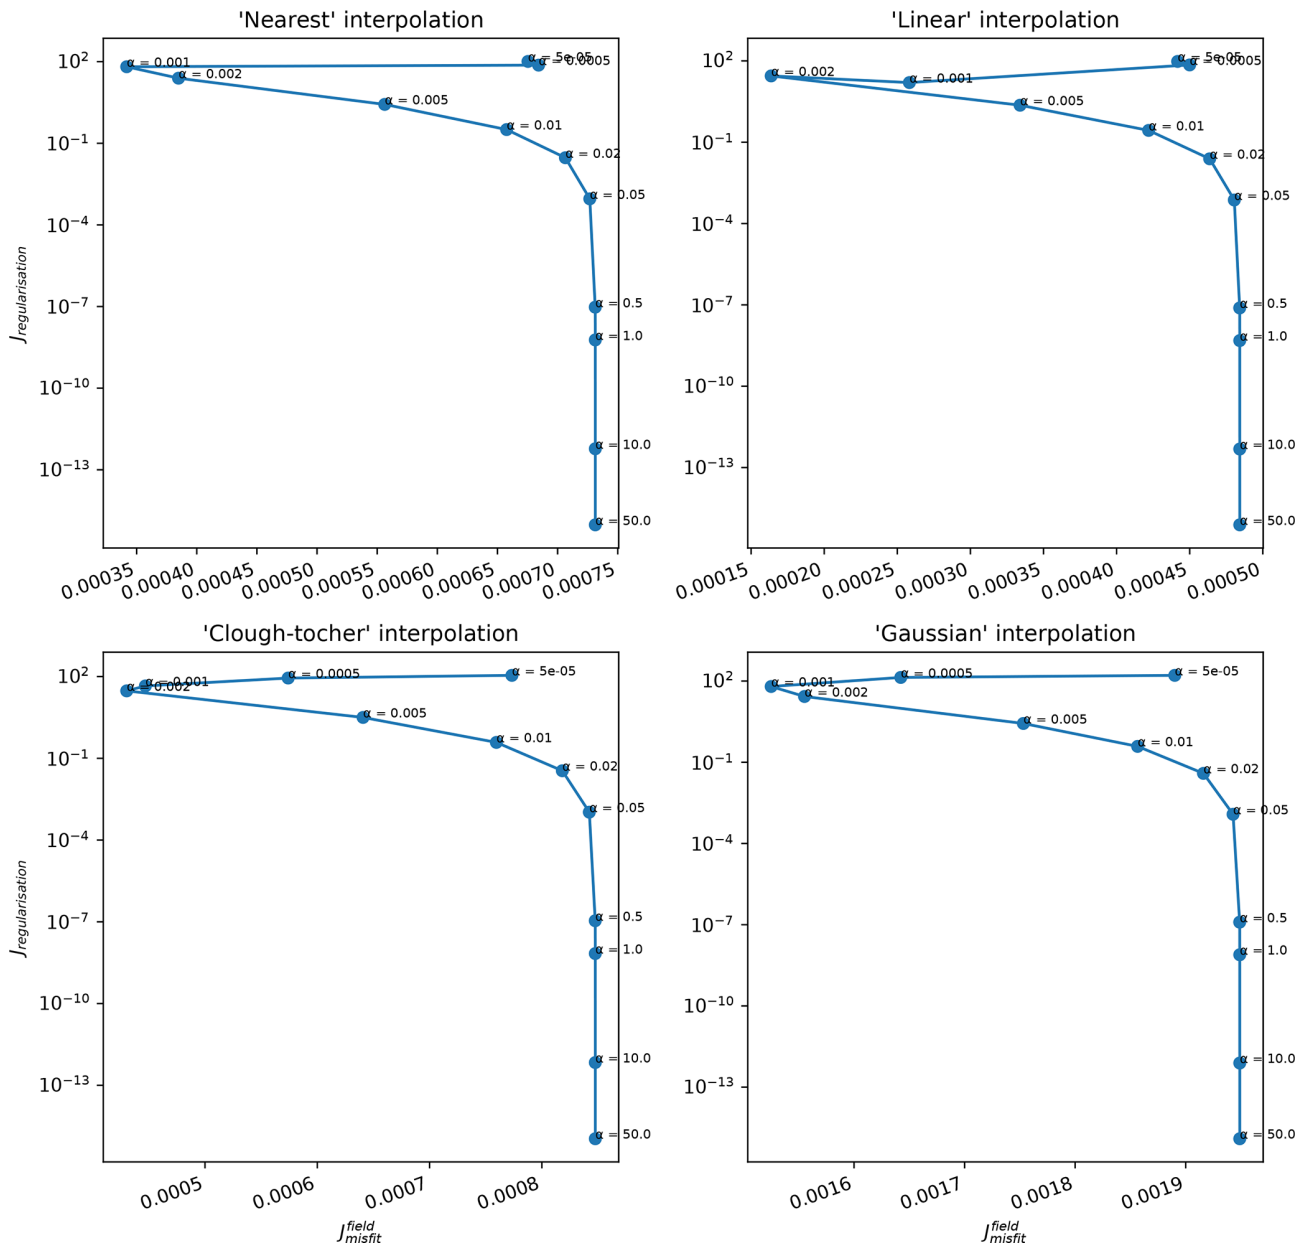 'Nearest' interpolation
10²
10⁻¹
10⁻⁴
10⁻⁷
10⁻¹⁰
10⁻¹³
J_regularisation
α = 0.001
α = 0.002
α = 5e-05
α = 0.0005
α = 0.005
α = 0.01
α = 0.02
α = 0.05
α = 0.5
α = 1.0
α = 10.0
α = 50.0
0.00035
0.00040
0.00045
0.00050
0.00055
0.00060
0.00065
0.00070
0.00075
'Linear' interpolation
10²
10⁻¹
10⁻⁴
10⁻⁷
10⁻¹⁰
10⁻¹³
α = 0.002
α = 0.001
α = 5e-05
α = 0.0005
α = 0.005
α = 0.01
α = 0.02
α = 0.05
α = 0.5
α = 1.0
α = 10.0
α = 50.0
0.00015
0.00020
0.00025
0.00030
0.00035
0.00040
0.00045
0.00050
'Clough-tocher' interpolation
10²
10⁻¹
10⁻⁴
10⁻⁷
10⁻¹⁰
10⁻¹³
J_regularisation
α = 0.001
α = 0.002
α = 0.0005
α = 5e-05
α = 0.005
α = 0.01
α = 0.02
α = 0.05
α = 0.5
α = 1.0
α = 10.0
α = 50.0
0.0005
0.0006
0.0007
0.0008
J^field_misfit
'Gaussian' interpolation
10²
10⁻¹
10⁻⁴
10⁻⁷
10⁻¹⁰
10⁻¹³
α = 0.001
α = 0.002
α = 0.0005
α = 5e-05
α = 0.005
α = 0.01
α = 0.02
α = 0.05
α = 0.5
α = 1.0
α = 10.0
α = 50.0
0.0016
0.0017
0.0018
0.0019
J^field_misfit